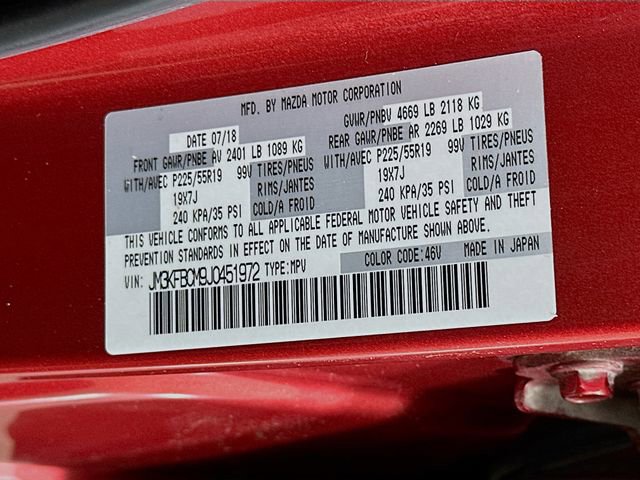 MFD. BY MAZDA MOTOR CORPORATION
DATE 07/18 GVWR/PNBV 4669 LB 2118 KG
FRONT GAWR/PNBE AV 2401 LB 1089 KG REAR GAWR/PNBE AR 2269 LB 1029 KG
WITH/AVEC P225/55R19 99V TIRES/PNEUS WITH/AVEC P225/55R19 99V TIRES/PNEUS
19X7J RIMS/JANTES 19X7J RIMS/JANTES
240 KPA/35 PSI COLD/A FROID 240 KPA/35 PSI COLD/A FROID
THIS VEHICLE CONFORMS TO ALL APPLICABLE FEDERAL MOTOR VEHICLE SAFETY AND THEFT
PREVENTION STANDARDS IN EFFECT ON THE DATE OF MANUFACTURE SHOWN ABOVE.
VIN: JM3KFBCM9J0451972 TYPE:MPV COLOR CODE:46V MADE IN JAPAN